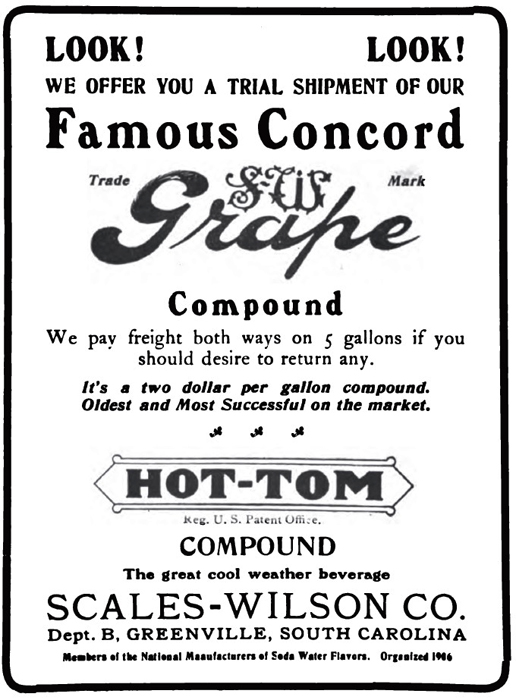 LOOK! LOOK!
WE OFFER YOU A TRIAL SHIPMENT OF OUR
Famous Concord
Trade S-W Mark
Grape
Compound
We pay freight both ways on 5 gallons if you
should desire to return any.
It's a two dollar per gallon compound.
Oldest and Most Successful on the market.
HOT-TOM
Reg. U. S. Patent Office.
COMPOUND
The great cool weather beverage
SCALES-WILSON CO.
Dept. B, GREENVILLE, SOUTH CAROLINA
Members of the National Manufacturers of Soda Water Flavors. Organized 1906